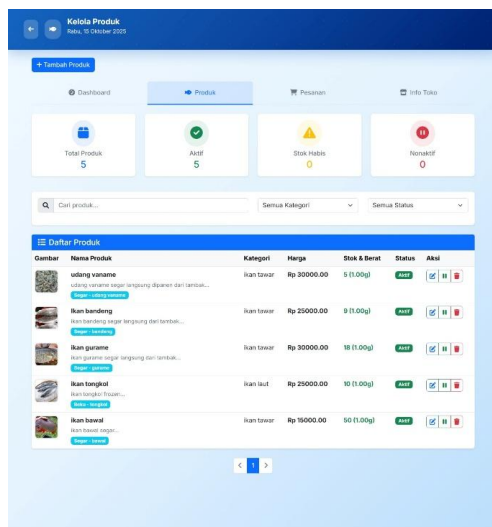 Kelola Produk
Rabu, 15 Oktober 2025
+ Tambah Produk
Dashboard
Produk
Pesanan
Info Toko
Total Produk
5
Aktif
5
Stok Habis
0
Nonaktif
0
Cari produk...
Semua Kategori
Semua Status
Daftar Produk
Gambar Nama Produk Kategori Harga Stok & Berat Status Aksi
udang vaname ikan tawar Rp 30000.00 5 (1.00g) Aktif
udang vaname segar langsung dipanen dari tambak...
Segar - udang vaname
ikan bandeng ikan tawar Rp 25000.00 (1.00g) Aktif
ikan bandeng segar langsung dari tambak...
Segar - bandeng
ikan gurame ikan tawar Rp 30000.00 18 (1.00g) Aktif
ikan gurame segar langsung dari tambak...
Segar - gurame
ikan tongkol ikan laut Rp 25000.00 10 (1.00g) Aktif
ikan tongkol frozen...
Beku - tongkol
ikan bawal ikan tawar Rp 15000.00 50 (1.00g) Aktif
ikan bawal segar...
Segar - bawal
< 1 >